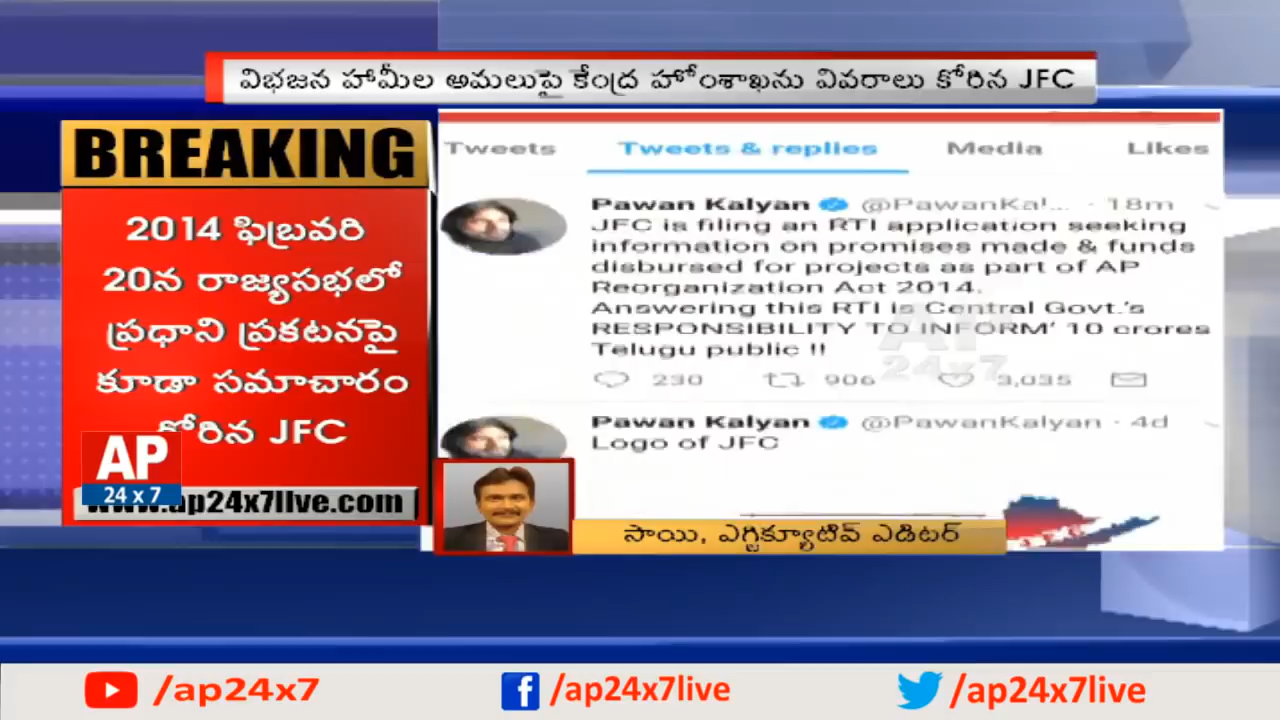 విభజన హామీల అమలుపై కేంద్ర హోంశాఖను వివరాలు కోరిన JFC
BREAKING
2014 ఫిబ్రవరి
20న రాజ్యసభలో
ప్రధాని ప్రకటనపై
కూడా సమాచారం
కోరిన JFC
AP
24 x 7
www.ap24x7live.com
Tweets Tweets & replies Media Likes
Pawan Kalyan @PawanKal... · 18m
JFC is filing an RTI application seeking
information on promises made & funds
disbursed for projects as part of AP
Reorganization Act 2014.
Answering this RTI is Central Govt.'s
RESPONSIBILITY TO INFORM' 10 crores
Telugu public !!
230 906 3,035
AP
24x7
Pawan Kalyan @PawanKalyan · 4d
Logo of JFC
సాయి, ఎగ్జిక్యూటివ్ ఎడిటర్
/ap24x7 /ap24x7live /ap24x7live